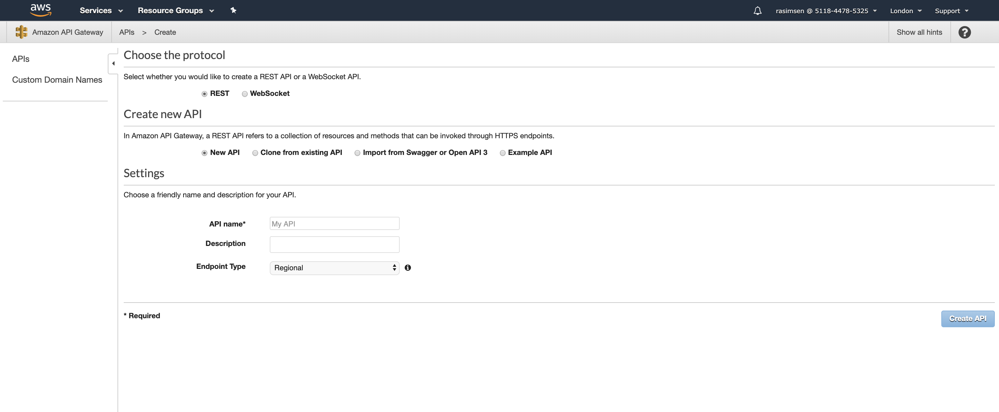 aws Services Resource Groups rasimsen @ 5118-4478-5325 London Support
Amazon API Gateway APIs > Create Show all hints ?
APIs
Custom Domain Names
Choose the protocol
Select whether you would like to create a REST API or a WebSocket API.
REST WebSocket
Create new API
In Amazon API Gateway, a REST API refers to a collection of resources and methods that can be invoked through HTTPS endpoints.
New API Clone from existing API Import from Swagger or Open API 3 Example API
Settings
Choose a friendly name and description for your API.
API name* My API
Description
Endpoint Type Regional
* Required
Create API